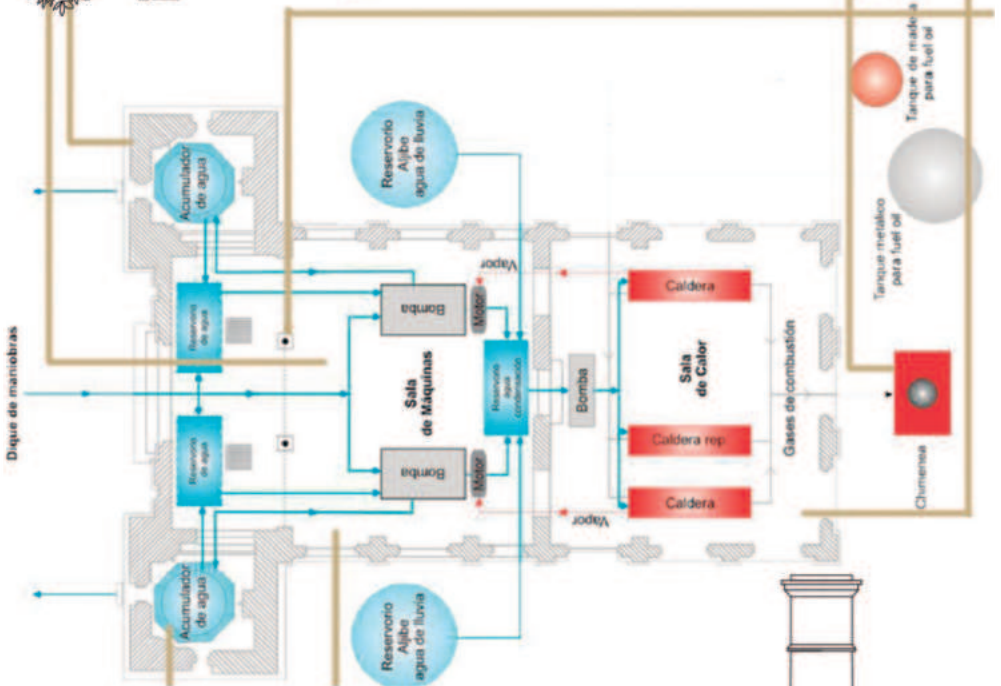 Dique de maniobras
Acumulador
de agua
Acumulador
de agua
Reservorio
de agua
Reservorio
de agua
Reservorio
Aljibe
agua de lluvia
Reservorio
Aljibe
agua de lluvia
Bomba
Motor
Bomba
Motor
Sala
de Máquinas
Vapor
Vapor
Reservorio
agua
condensación
Bomba
Caldera
Caldera rep
Caldera
Sala
de Calor
Gases de combustión
Chimenea
Tanque metálico
para fuel oil
Tanque de madea
para fuel oil